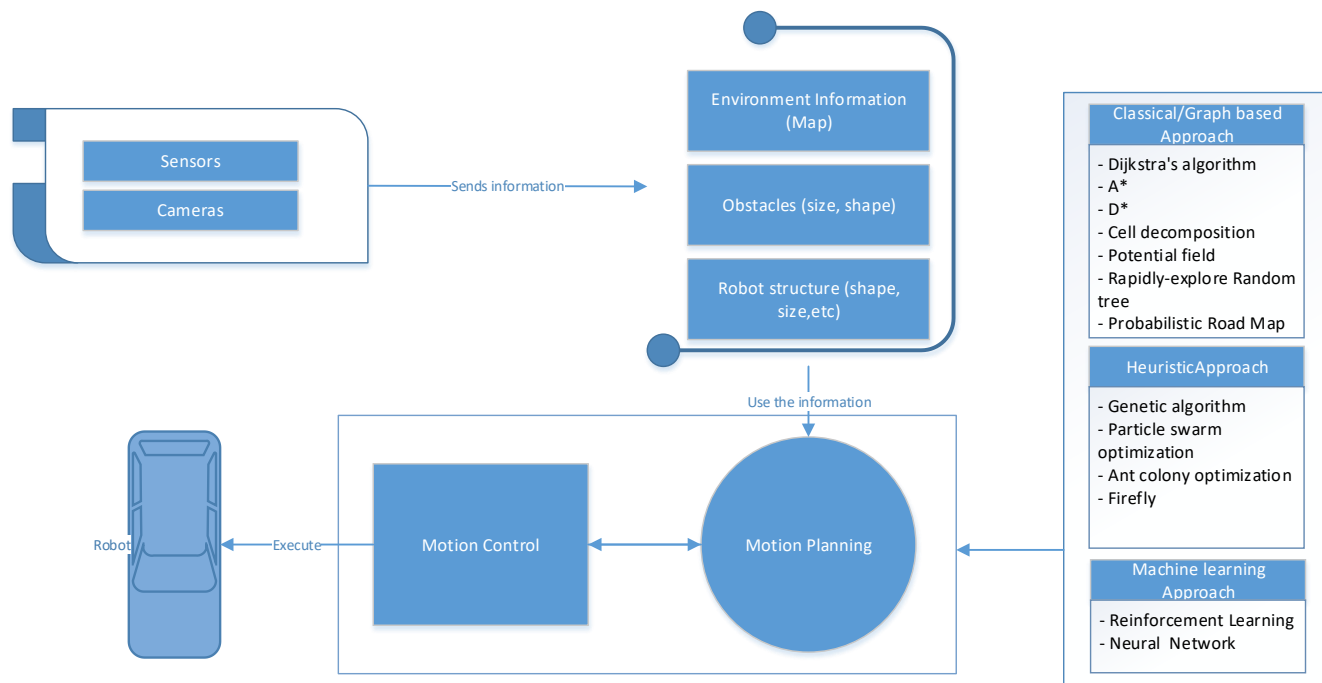 Sensors
Cameras
Sends information
Environment Information
(Map)
Obstacles (size, shape)
Robot structure (shape,
size,etc)
Use the information
Classical/Graph based
Approach
- Dijkstra's algorithm
- A*
- D*
- Cell decomposition
- Potential field
- Rapidly-explore Random
tree
- Probabilistic Road Map
HeuristicApproach
- Genetic algorithm
- Particle swarm
optimization
- Ant colony optimization
- Firefly
Machine learning
Approach
- Reinforcement Learning
- Neural  Network
Robot
Execute
Motion Control
Motion Planning